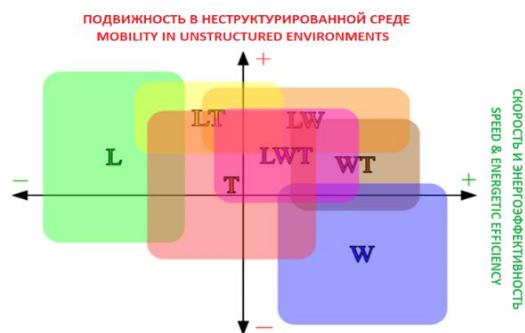 ПОДВИЖНОСТЬ В НЕСТРУКТУРИРОВАННОЙ СРЕДЕ
MOBILITY IN UNSTRUCTURED ENVIRONMENTS
+
LT
LW
L
LWT
WT
T
−
+
W
−
СКОРОСТЬ И ЭНЕРГОЭФФЕКТИВНОСТЬ
SPEED & ENERGETIC EFFICIENCY